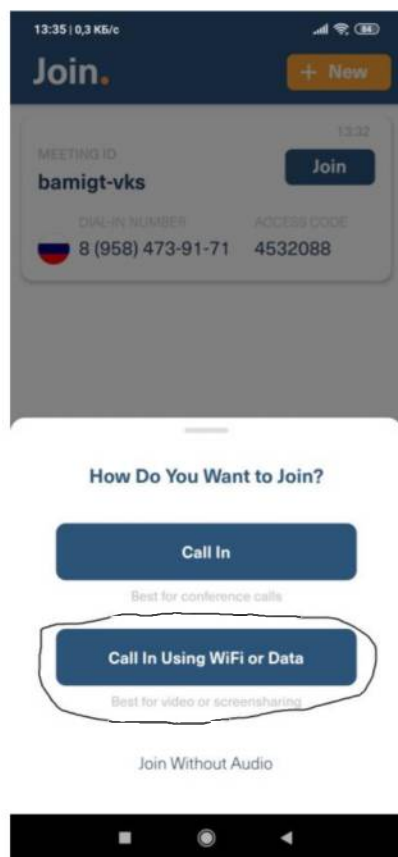 13:35 | 0,3 КБ/с 84
Join.
+ New
13:32
MEETING ID
bamigt-vks
Join
DIAL-IN NUMBER ACCESS CODE
8 (958) 473-91-71 4532088
How Do You Want to Join?
Call In
Best for conference calls
Call In Using WiFi or Data
Best for video or screensharing
Join Without Audio